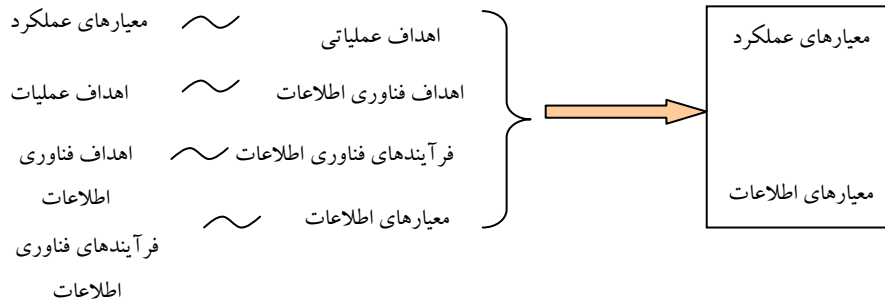 معیارهای عملکرد
اهداف عملیاتی
معیارهای عملکرد
اهداف فناوری اطلاعات
اهداف عملیات
فرآیندهای فناوری اطلاعات
اهداف فناوری
اطلاعات
معیارهای اطلاعات
معیارهای اطلاعات
فرآیندهای فناوری
اطلاعات